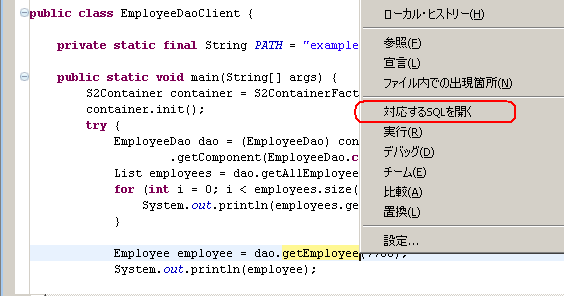 public class EmployeeDaoClient {
private static final String PATH = "example
public static void main(String[] args) {
S2Container container = S2ContainerFact
container.init();
try {
EmployeeDao dao = (EmployeeDao) con
.getComponent(EmployeeDao.c
List employees = dao.getAllEmployee
for (int i = 0; i < employees.size(
System.out.println(employees.ge
}
Employee employee = dao.getEmployee(7788);
System.out.println(employee);
ローカル・ヒストリー(H)
参照(F)
宣言(L)
ファイル内での出現箇所(N)
対応するSQLを開く
実行(R)
デバッグ(D)
チーム(E)
比較(A)
置換(L)
設定...